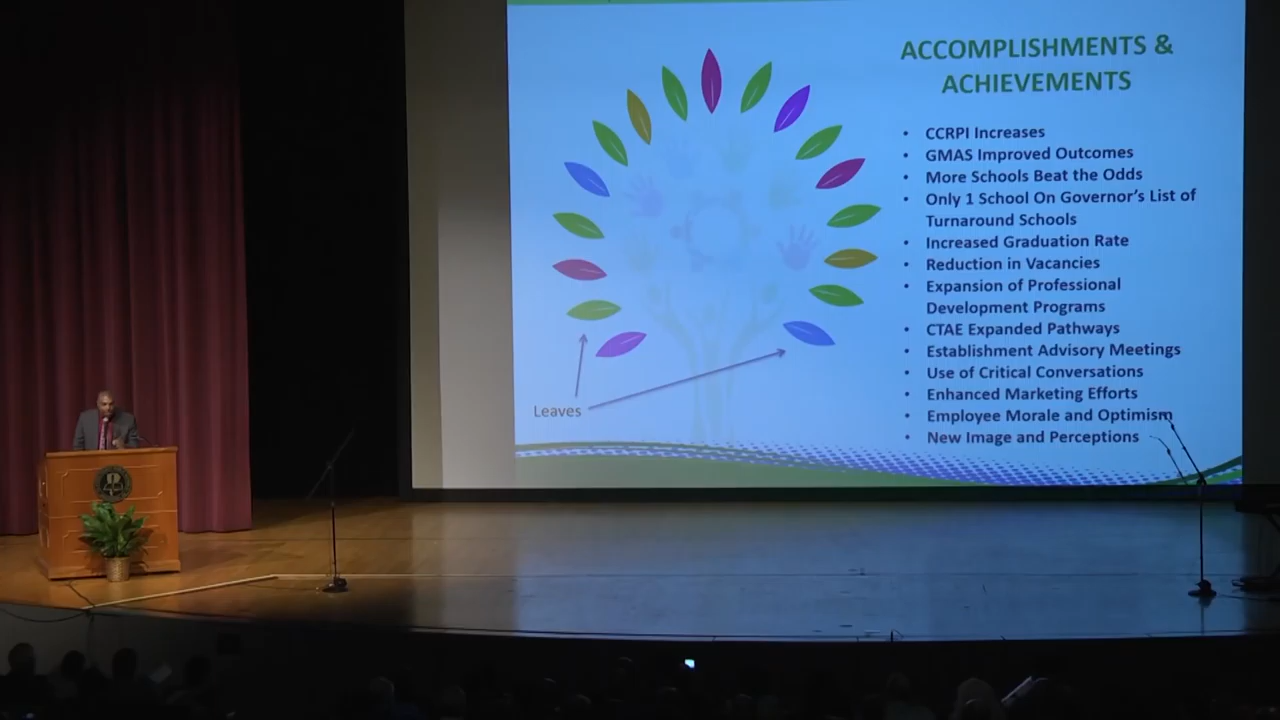 ACCOMPLISHMENTS &
ACHIEVEMENTS
• CCRPI Increases
• GMAS Improved Outcomes
• More Schools Beat the Odds
• Only 1 School On Governor's List of
Turnaround Schools
• Increased Graduation Rate
• Reduction in Vacancies
• Expansion of Professional
Development Programs
• CTAE Expanded Pathways
• Establishment Advisory Meetings
• Use of Critical Conversations
• Enhanced Marketing Efforts
• Employee Morale and Optimism
• New Image and Perceptions
Leaves